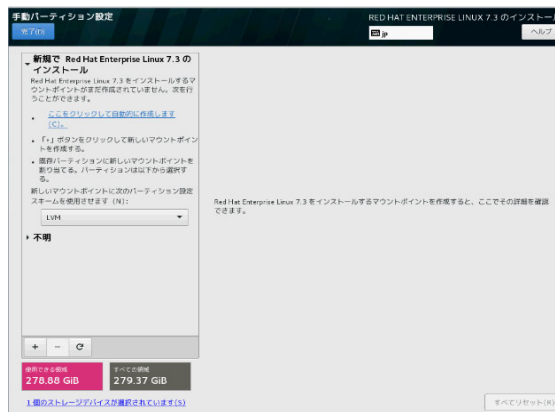 手動パーティション設定
RED HAT ENTERPRISE LINUX 7.3 のインストール
完了(D)
jp
ヘルプ
新規で Red Hat Enterprise Linux 7.3 の
インストール
Red Hat Enterprise Linux 7.3 をインストールするマ
ウントポイントがまだ作成されていません。次を行
うことができます。
ここをクリックして自動的に作成します
(C)。
「+」ボタンをクリックして新しいマウントポイン
トを作成する。
既存パーティションに新しいマウントポイントを
割り当てる。パーティションは以下から選択す
る。
新しいマウントポイントに次のパーティション設定
スキームを使用させます (N):
LVM
不明
Red Hat Enterprise Linux 7.3 をインストールするマウントポイントを作成すると、ここでその詳細を確認
できます。
+ −
使用できる領域
278.88 GiB
すべての領域
279.37 GiB
1 個のストレージデバイスが選択されています(S)
すべてリセット(R)